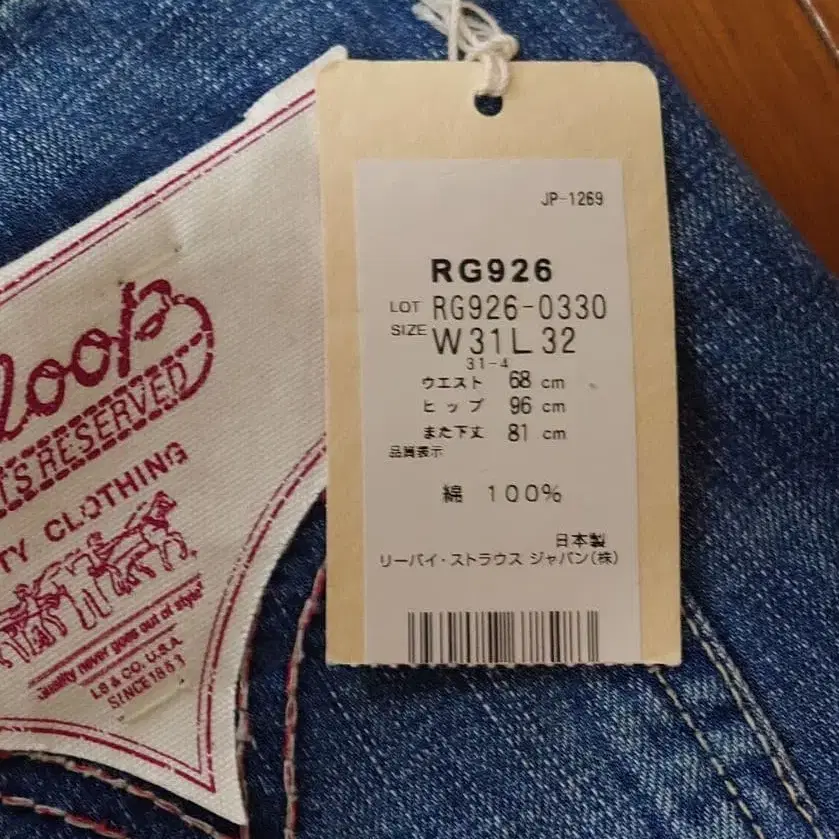 JP-1269
RG926
LOT RG926-0330
SIZE W31L32
31-4
ウエスト 68 cm
ヒップ 96 cm
また下丈 81 cm
品質表示
綿 100%
日本製
リーバイ・ストラウス ジャパン(株)
RESERVED
CLOTHING
Quality never goes out of style
LS & CO. U.S.A.